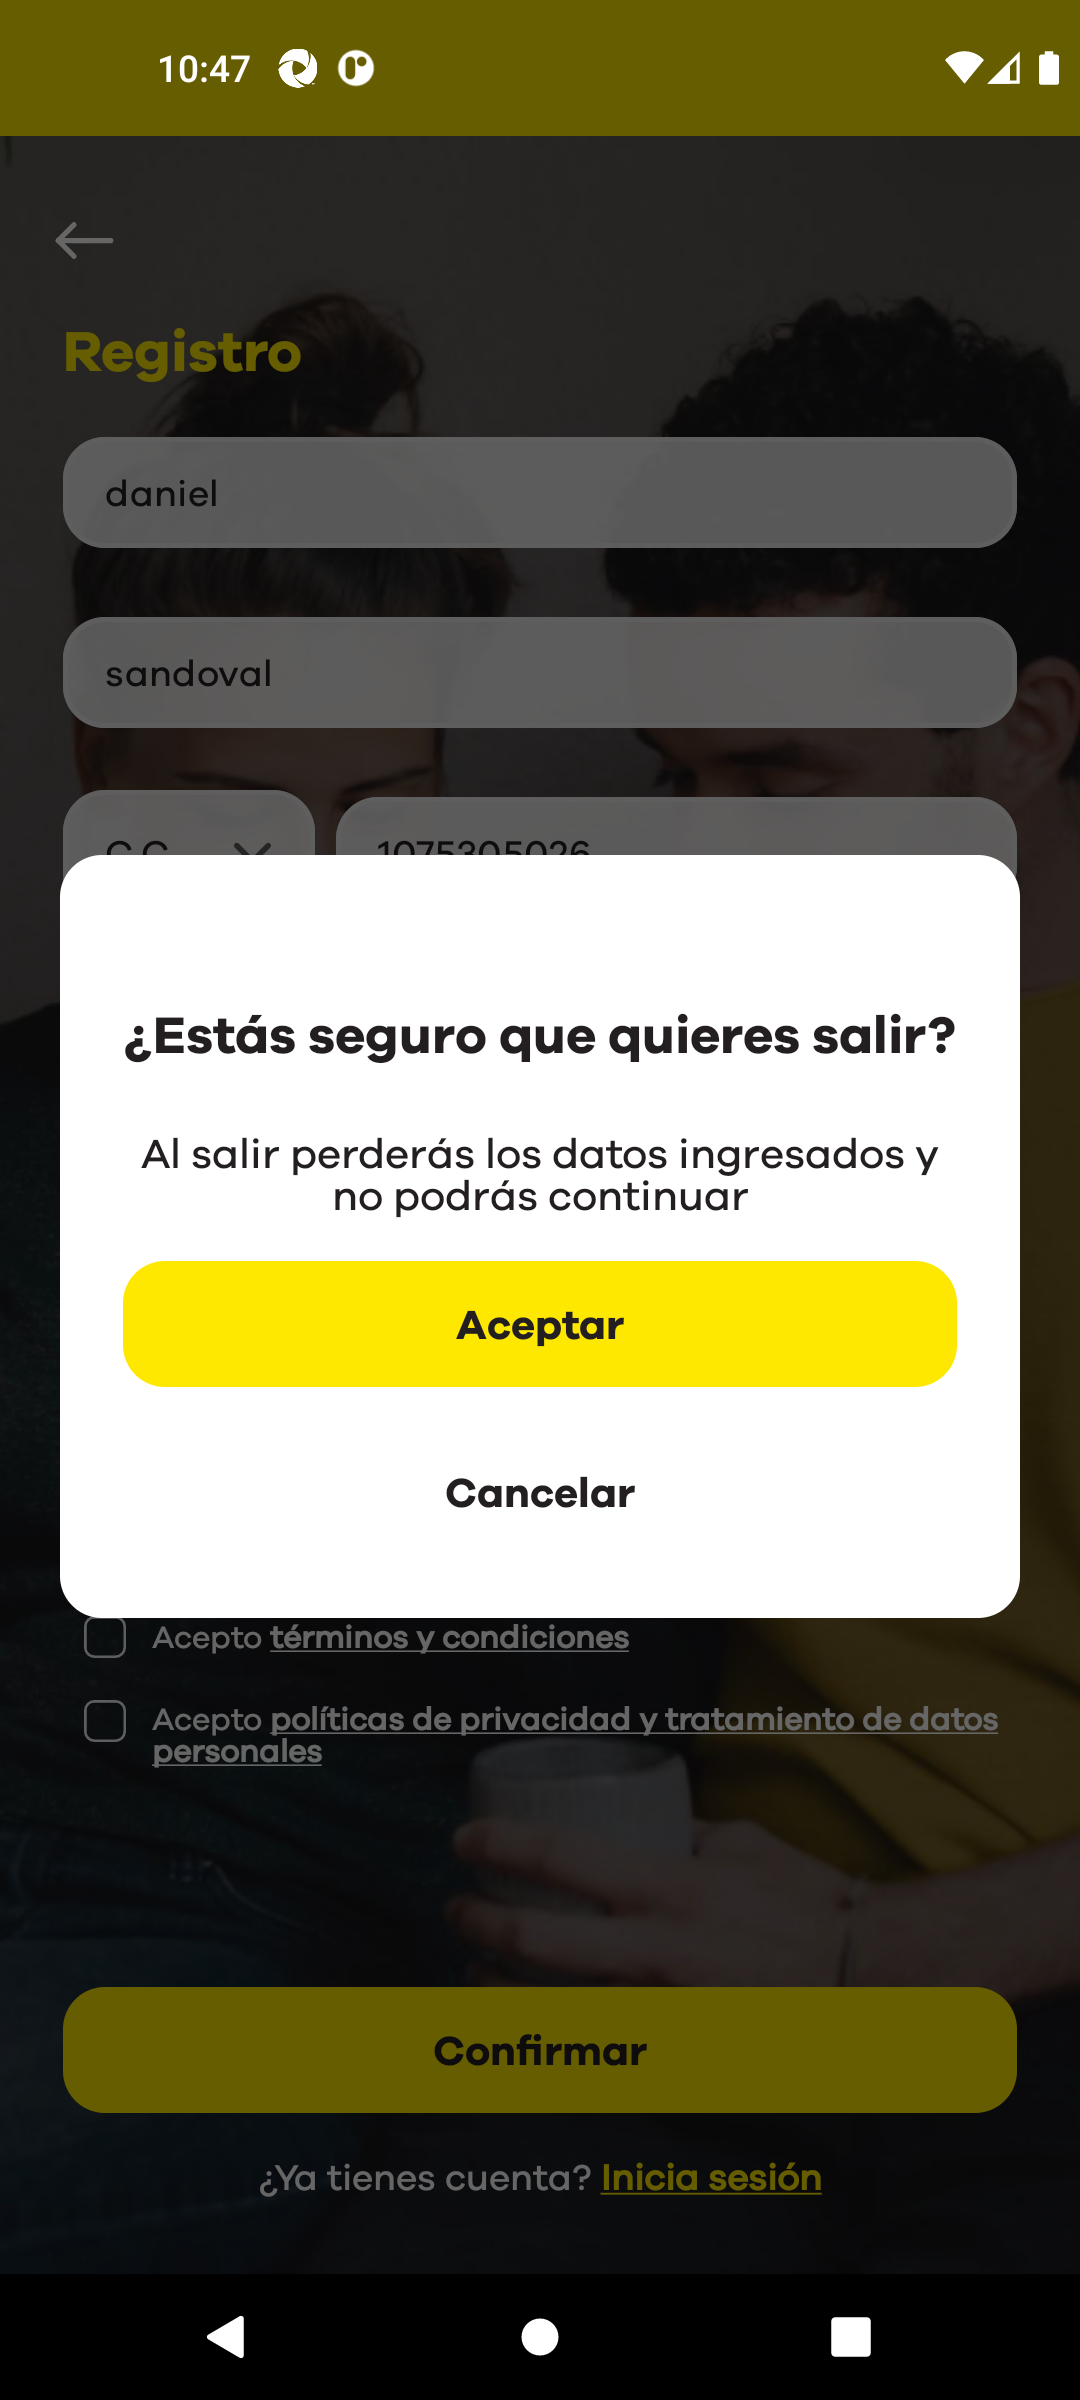 10:47
Registro
daniel
sandoval
C.C 1075305026
¿Estás seguro que quieres salir?
Al salir perderás los datos ingresados y
no podrás continuar
Aceptar
Cancelar
Acepto términos y condiciones
Acepto políticas de privacidad y tratamiento de datos
personales
Confirmar
¿Ya tienes cuenta? Inicia sesión